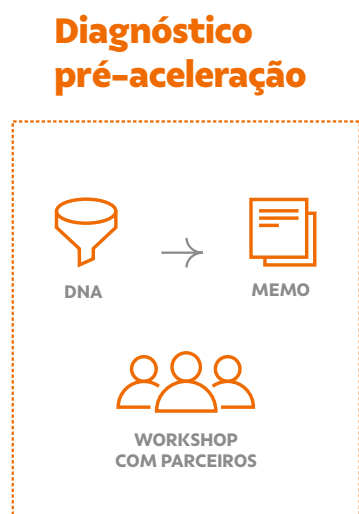 Diagnóstico
pré-aceleração
DNA
MEMO
WORKSHOP
COM PARCEIROS